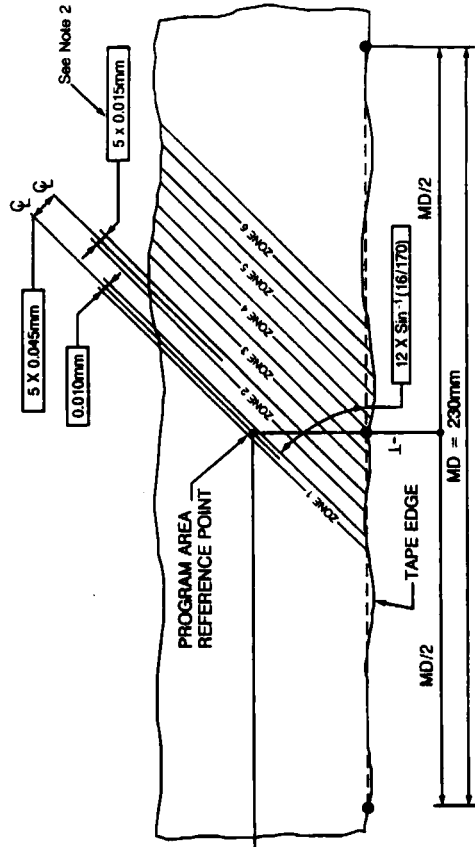 See Note 2
5 X 0.015mm
5 X 0.045mm
0.010mm
PROGRAM AREA
REFERENCE POINT
ZONE 1
ZONE 2
ZONE 3
ZONE 4
ZONE 5
ZONE 6
12 X Sin⁻¹ (16/170)
TAPE EDGE
MD/2
MD/2
MD = 230mm